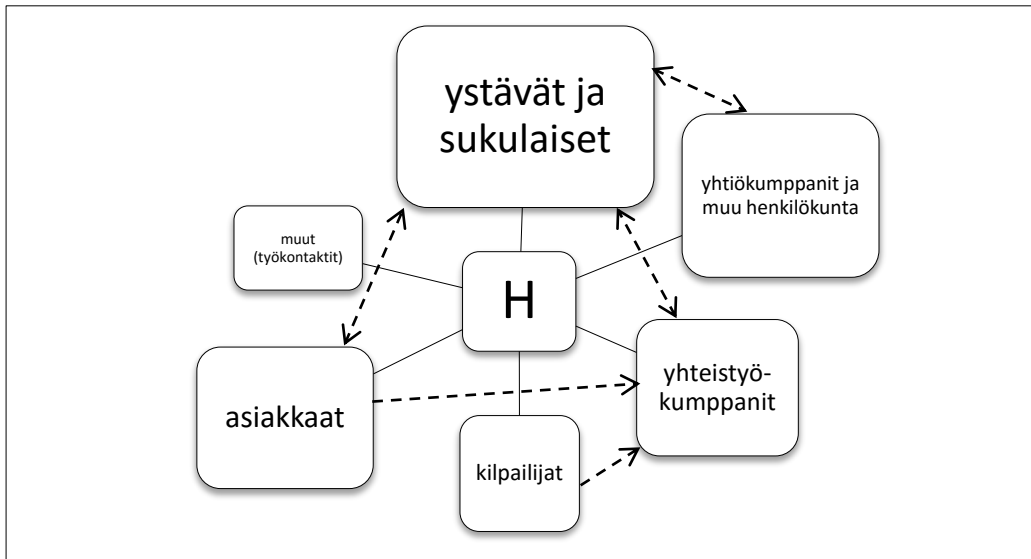 ystävät ja
sukulaiset
yhtiökumppanit ja
muu henkilökunta
muut
(työkontaktit)
H
asiakkaat
yhteistyö-
kumppanit
kilpailijat